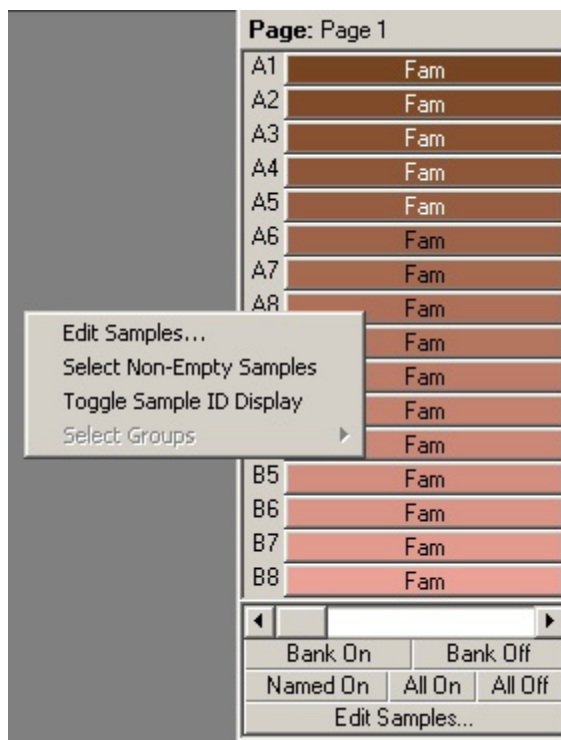 Page: Page 1
A1 Fam
A2 Fam
A3 Fam
A4 Fam
A5 Fam
A6 Fam
A7 Fam
A8 Fam
Edit Samples...
Fam
Select Non-Empty Samples
Fam
Toggle Sample ID Display
Fam
Select Groups
Fam
B5 Fam
B6 Fam
B7 Fam
B8 Fam
Bank On Bank Off
Named On All On All Off
Edit Samples...